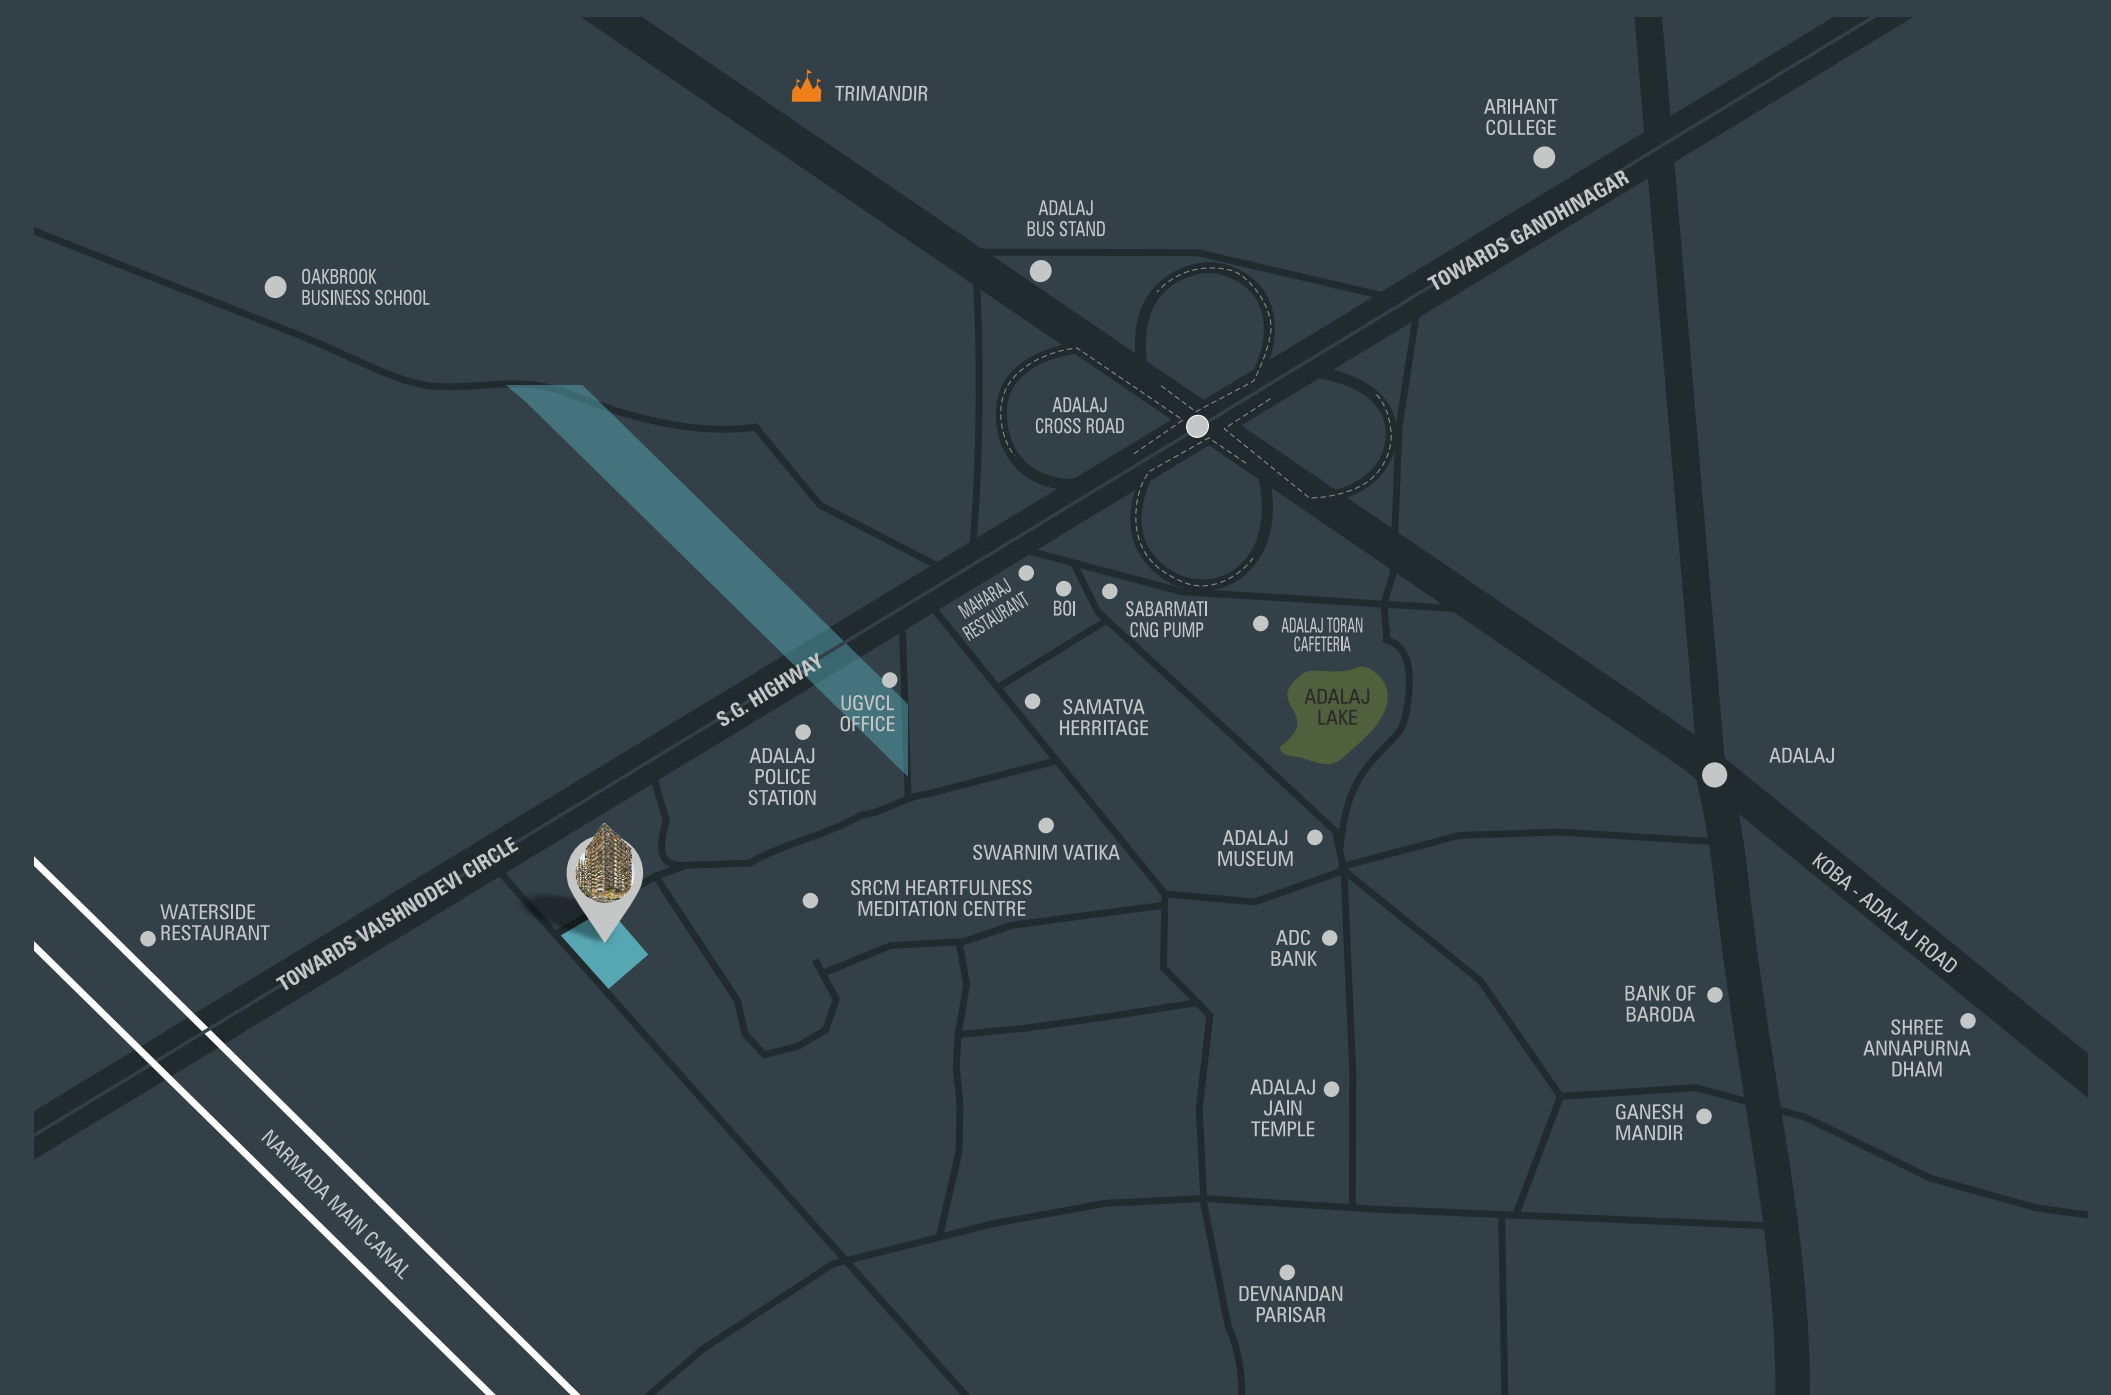 TRIMANDIR
ARIHANT
COLLEGE
ADALAJ
BUS STAND
TOWARDS GANDHINAGAR
OAKBROOK
BUSINESS SCHOOL
ADALAJ
CROSS ROAD
MAHARAJ
RESTAURANT
BOI
SABARMATI
CNG PUMP
ADALAJ TORAN
CAFETERIA
S.G. HIGHWAY
UGVCL
OFFICE
SAMATVA
HERRITAGE
ADALAJ
LAKE
ADALAJ
POLICE
STATION
ADALAJ
SWARNIM VATIKA
ADALAJ
MUSEUM
TOWARDS VAISHNODEVI CIRCLE
SRCM HEARTFULNESS
MEDITATION CENTRE
KOBA - ADALAJ ROAD
WATERSIDE
RESTAURANT
ADC
BANK
BANK OF
BARODA
SHREE
ANNAPURNA
DHAM
ADALAJ
JAIN
TEMPLE
GANESH
MANDIR
NARMADA MAIN CANAL
DEVNANDAN
PARISAR